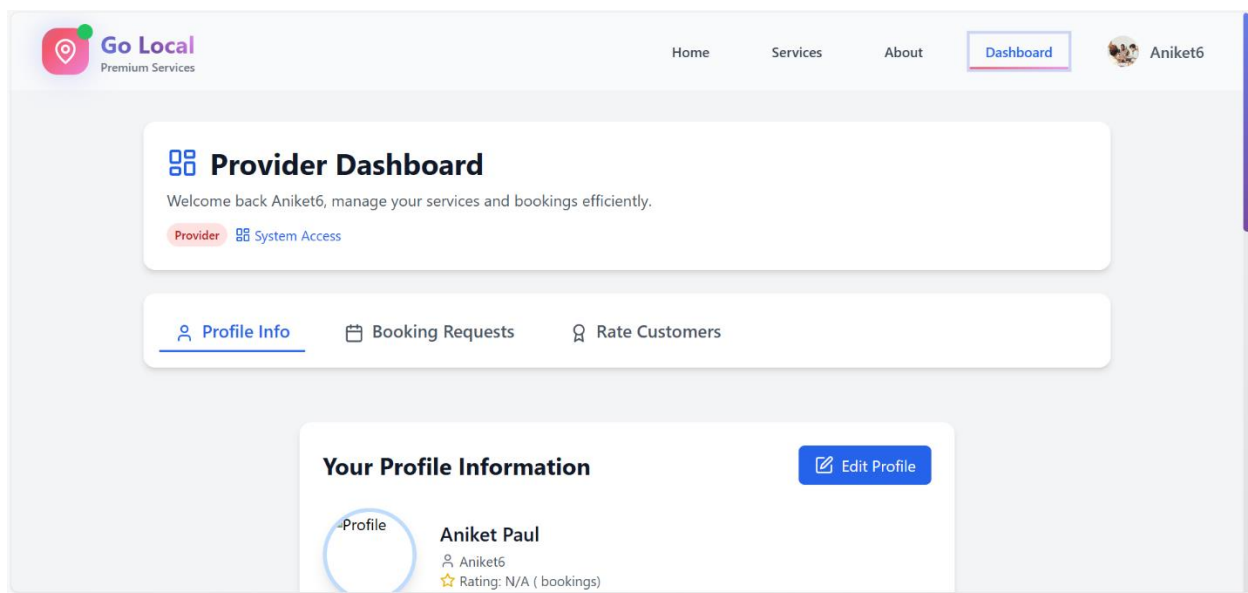 Go Local
Premium Services
Home Services About Dashboard Aniket6
Provider Dashboard
Welcome back Aniket6, manage your services and bookings efficiently.
Provider System Access
Profile Info Booking Requests Rate Customers
Your Profile Information Edit Profile
Profile
Aniket Paul
Aniket6
Rating: N/A ( bookings)